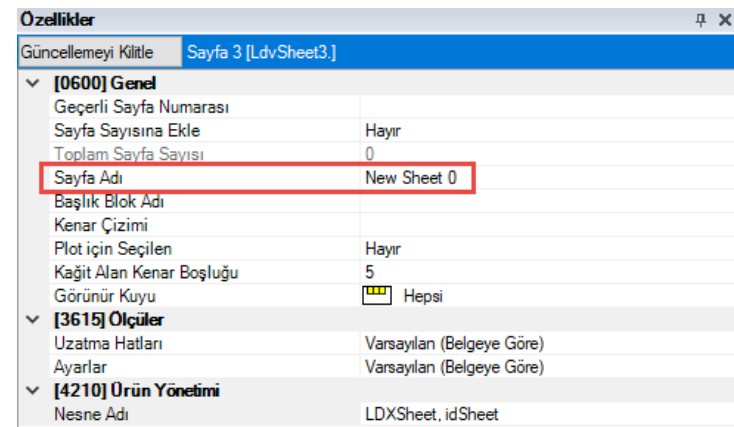 Özellikler
Güncellemeyi Kilitle Sayfa 3 [LdvSheet3.]
[0600] Genel
Geçerli Sayfa Numarası
Sayfa Sayısına Ekle Hayır
Toplam Sayfa Sayısı 0
Sayfa Adı New Sheet 0
Başlık Blok Adı
Kenar Çizimi
Plot için Seçilen Hayır
Kağit Alan Kenar Boşluğu 5
Görünür Kuyu Hepsi
[3615] Ölçüler
Uzatma Hatları Varsayılan (Belgeye Göre)
Ayarlar Varsayılan (Belgeye Göre)
[4210] Ürün Yönetimi
Nesne Adı LDXSheet, idSheet